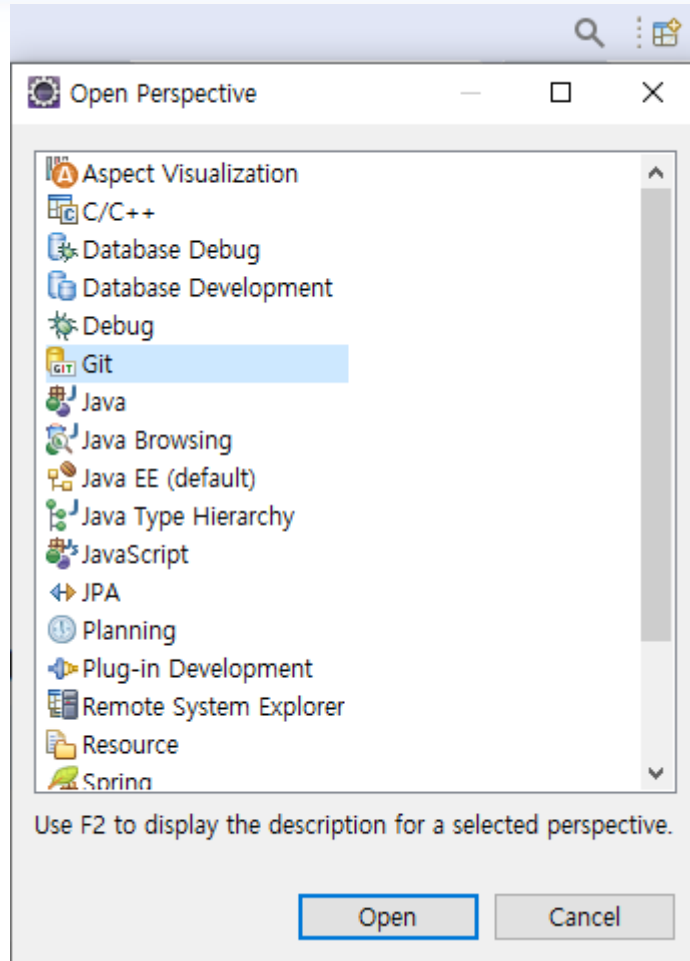 Open Perspective
Aspect Visualization
C/C++
Database Debug
Database Development
Debug
GIT Git
Java
Java Browsing
Java EE (default)
Java Type Hierarchy
JavaScript
JPA
Planning
Plug-in Development
Remote System Explorer
Resource
Spring
Use F2 to display the description for a selected perspective.
Open Cancel